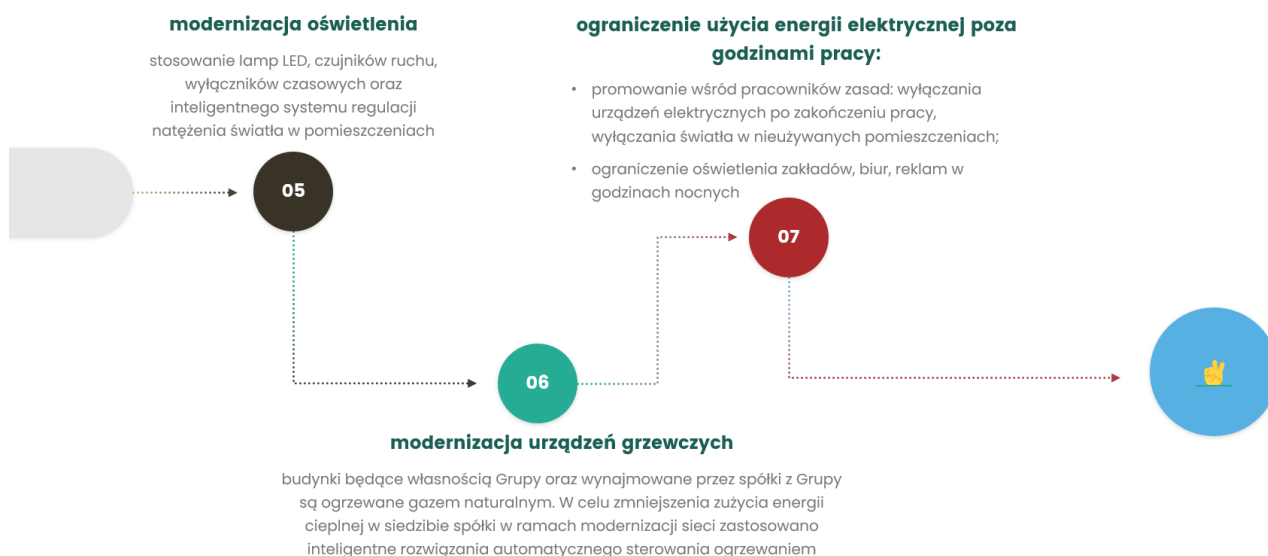 modernizacja oświetlenia
stosowanie lamp LED, czujników ruchu,
wyłączników czasowych oraz
inteligentnego systemu regulacji
natężenia światła w pomieszczeniach
05
ograniczenie użycia energii elektrycznej poza
godzinami pracy:
• promowanie wśród pracowników zasad: wyłączania
urządzeń elektrycznych po zakończeniu pracy,
wyłączania światła w nieużywanych pomieszczeniach;
• ograniczenie oświetlenia zakładów, biur, reklam w
godzinach nocnych
07
06
modernizacja urządzeń grzewczych
budynki będące własnością Grupy oraz wynajmowane przez spółki z Grupy
są ogrzewane gazem naturalnym. W celu zmniejszenia zużycia energii
cieplnej w siedzibie spółki w ramach modernizacji sieci zastosowano
inteligentne rozwiązania automatycznego sterowania ogrzewaniem